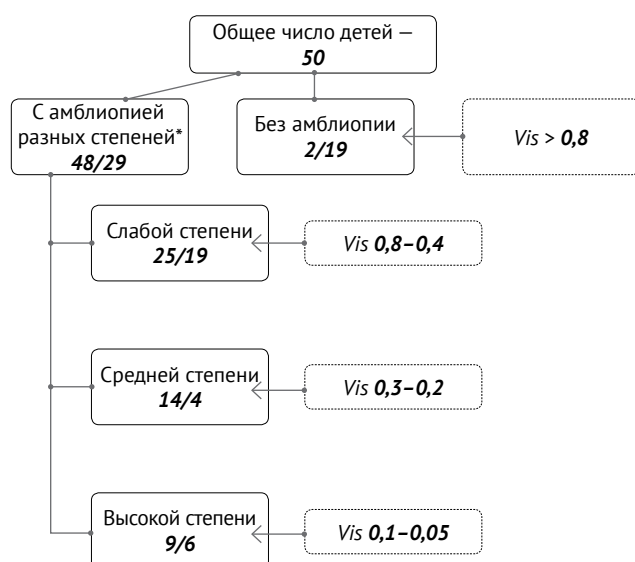 Общее число детей —
50
С амблиопией
разных степеней*
48/29
Без амблиопии
2/19
Vis > 0,8
Слабой степени
25/19
Vis 0,8–0,4
Средней степени
14/4
Vis 0,3–0,2
Высокой степени
9/6
Vis 0,1–0,05